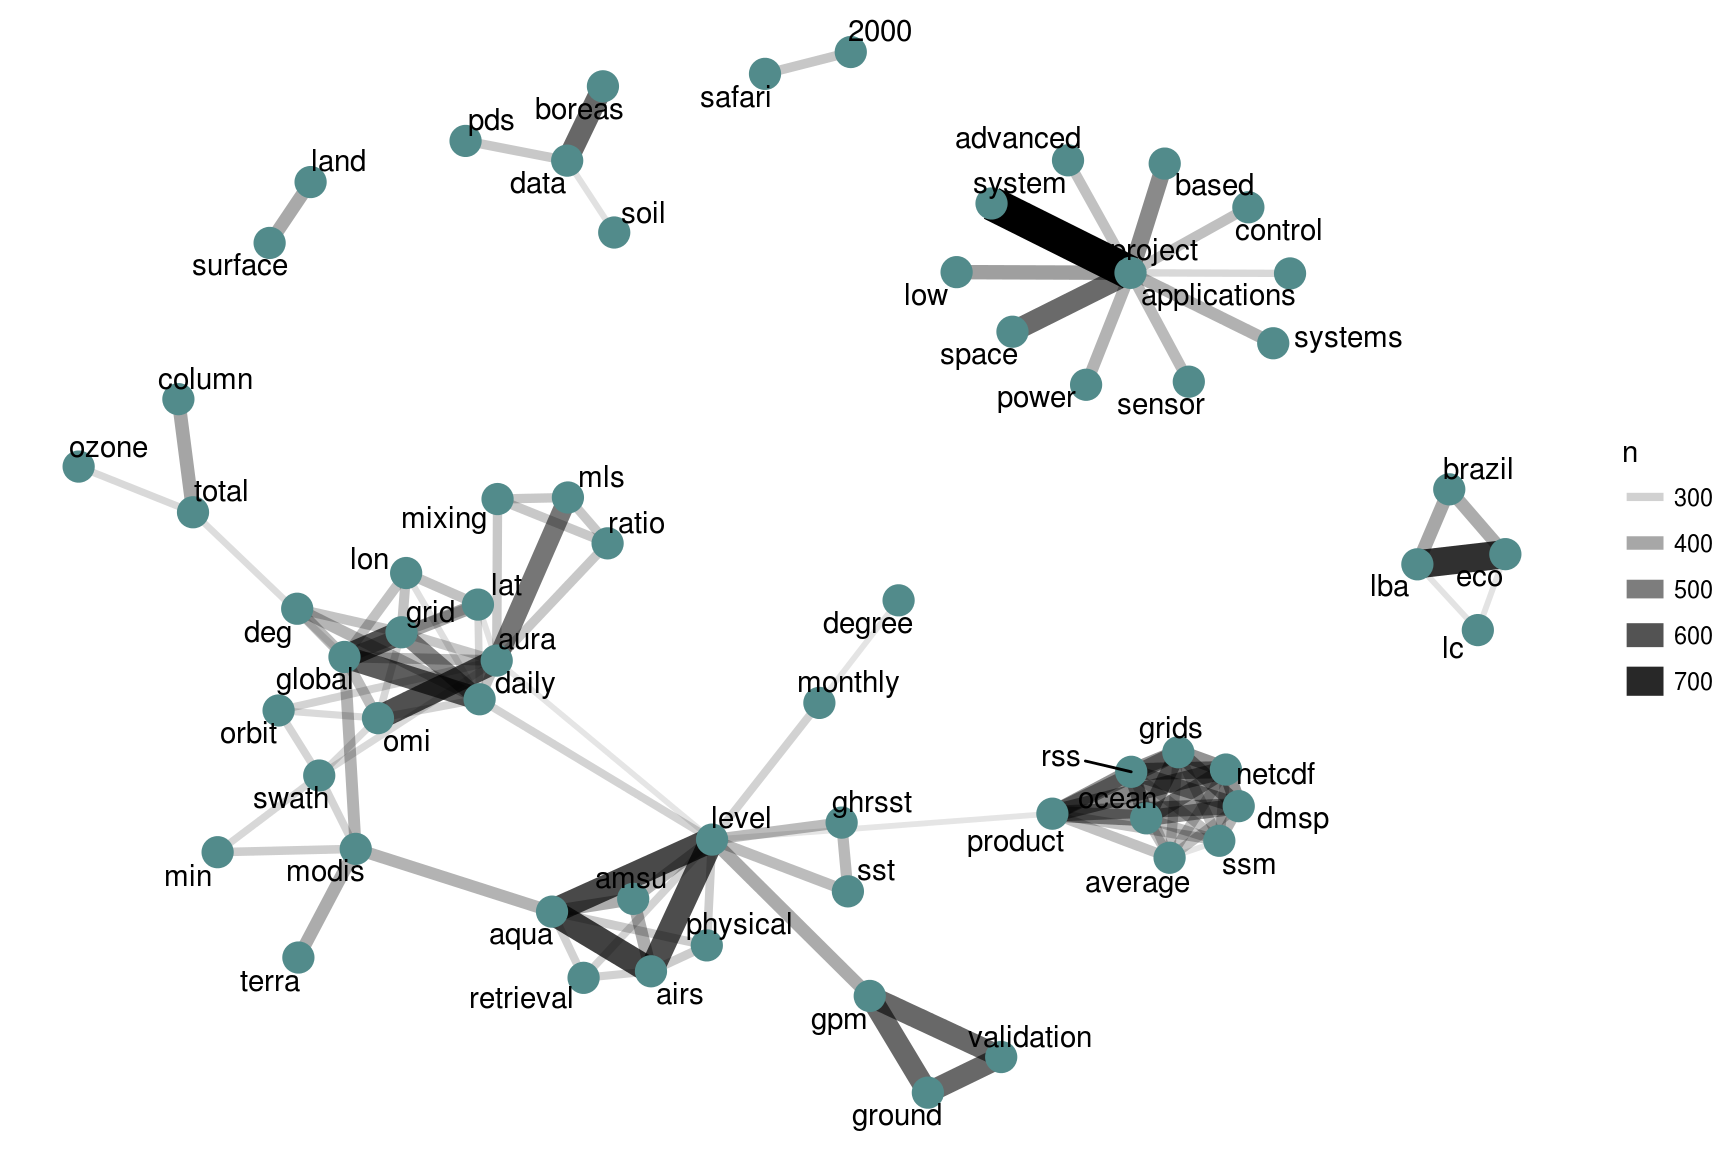 2000
safari
boreas
pds
data
soil
land
surface
advanced
system
based
control
project
applications
low
space
systems
power
sensor
column
ozone
total
brazil
lba
eco
lc
n
300
400
500
600
700
mls
mixing
ratio
lon
lat
grid
deg
aura
global
daily
orbit
omi
swath
min
modis
terra
degree
monthly
level
ghrsst
sst
amsu
aqua
physical
retrieval
airs
gpm
validation
ground
grids
rss
netcdf
ocean
dmsp
product
ssm
average